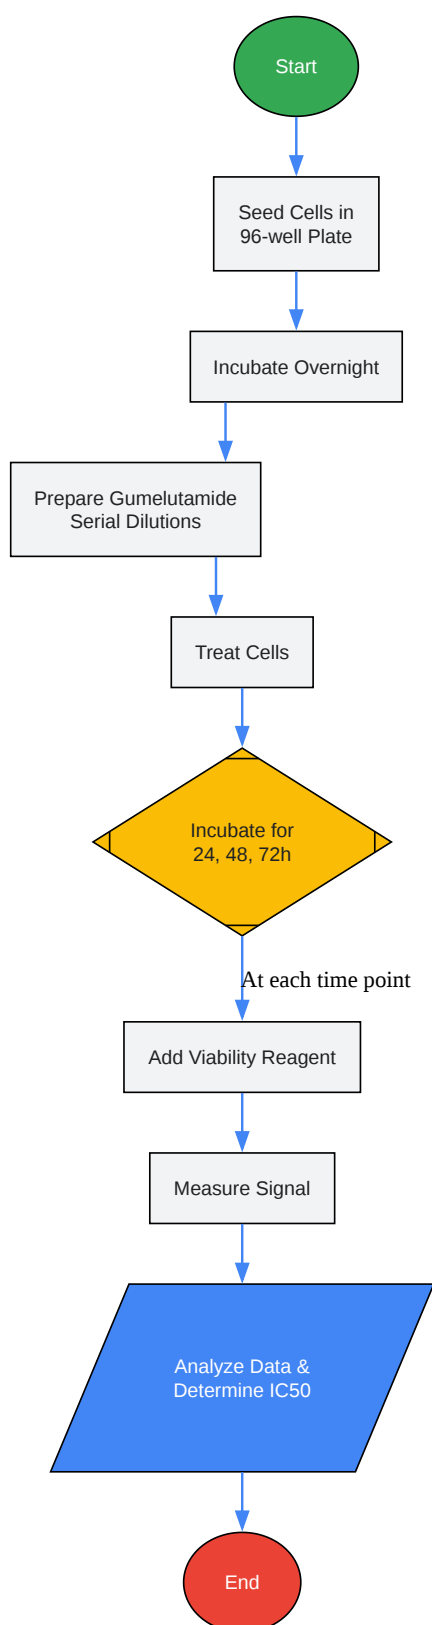 Start
Seed Cells in
96-well Plate
Incubate Overnight
Prepare Gumelutamide
Serial Dilutions
Treat Cells
Incubate for
24, 48, 72h
At each time point
Add Viability Reagent
Measure Signal
Analyze Data &
Determine IC50
End